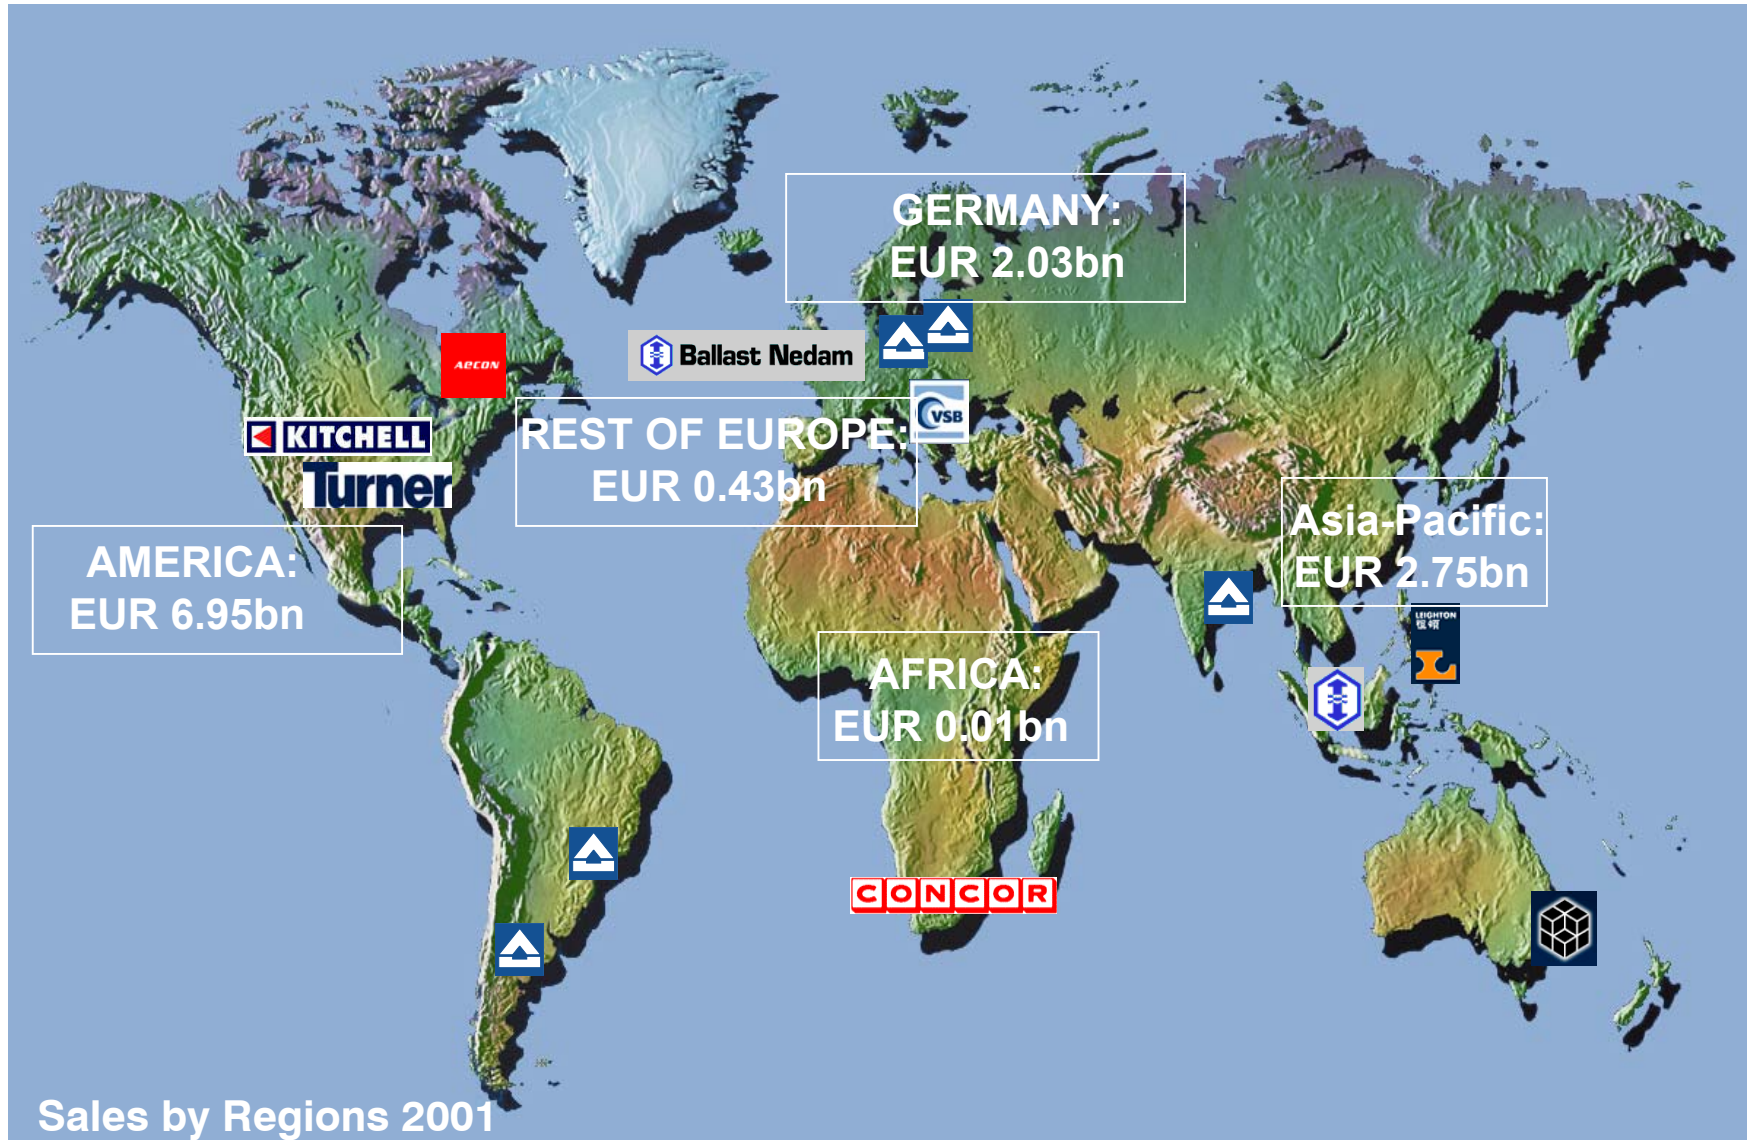 GERMANY:
EUR 2.03bn
Ballast Nedam
AECON
VSB
KITCHELL
Turner
REST OF EUROPE:
EUR 0.43bn
AMERICA:
EUR 6.95bn
Asia-Pacific:
EUR 2.75bn
LEIGHTON
AFRICA:
EUR 0.01bn
CONCOR
Sales by Regions 2001